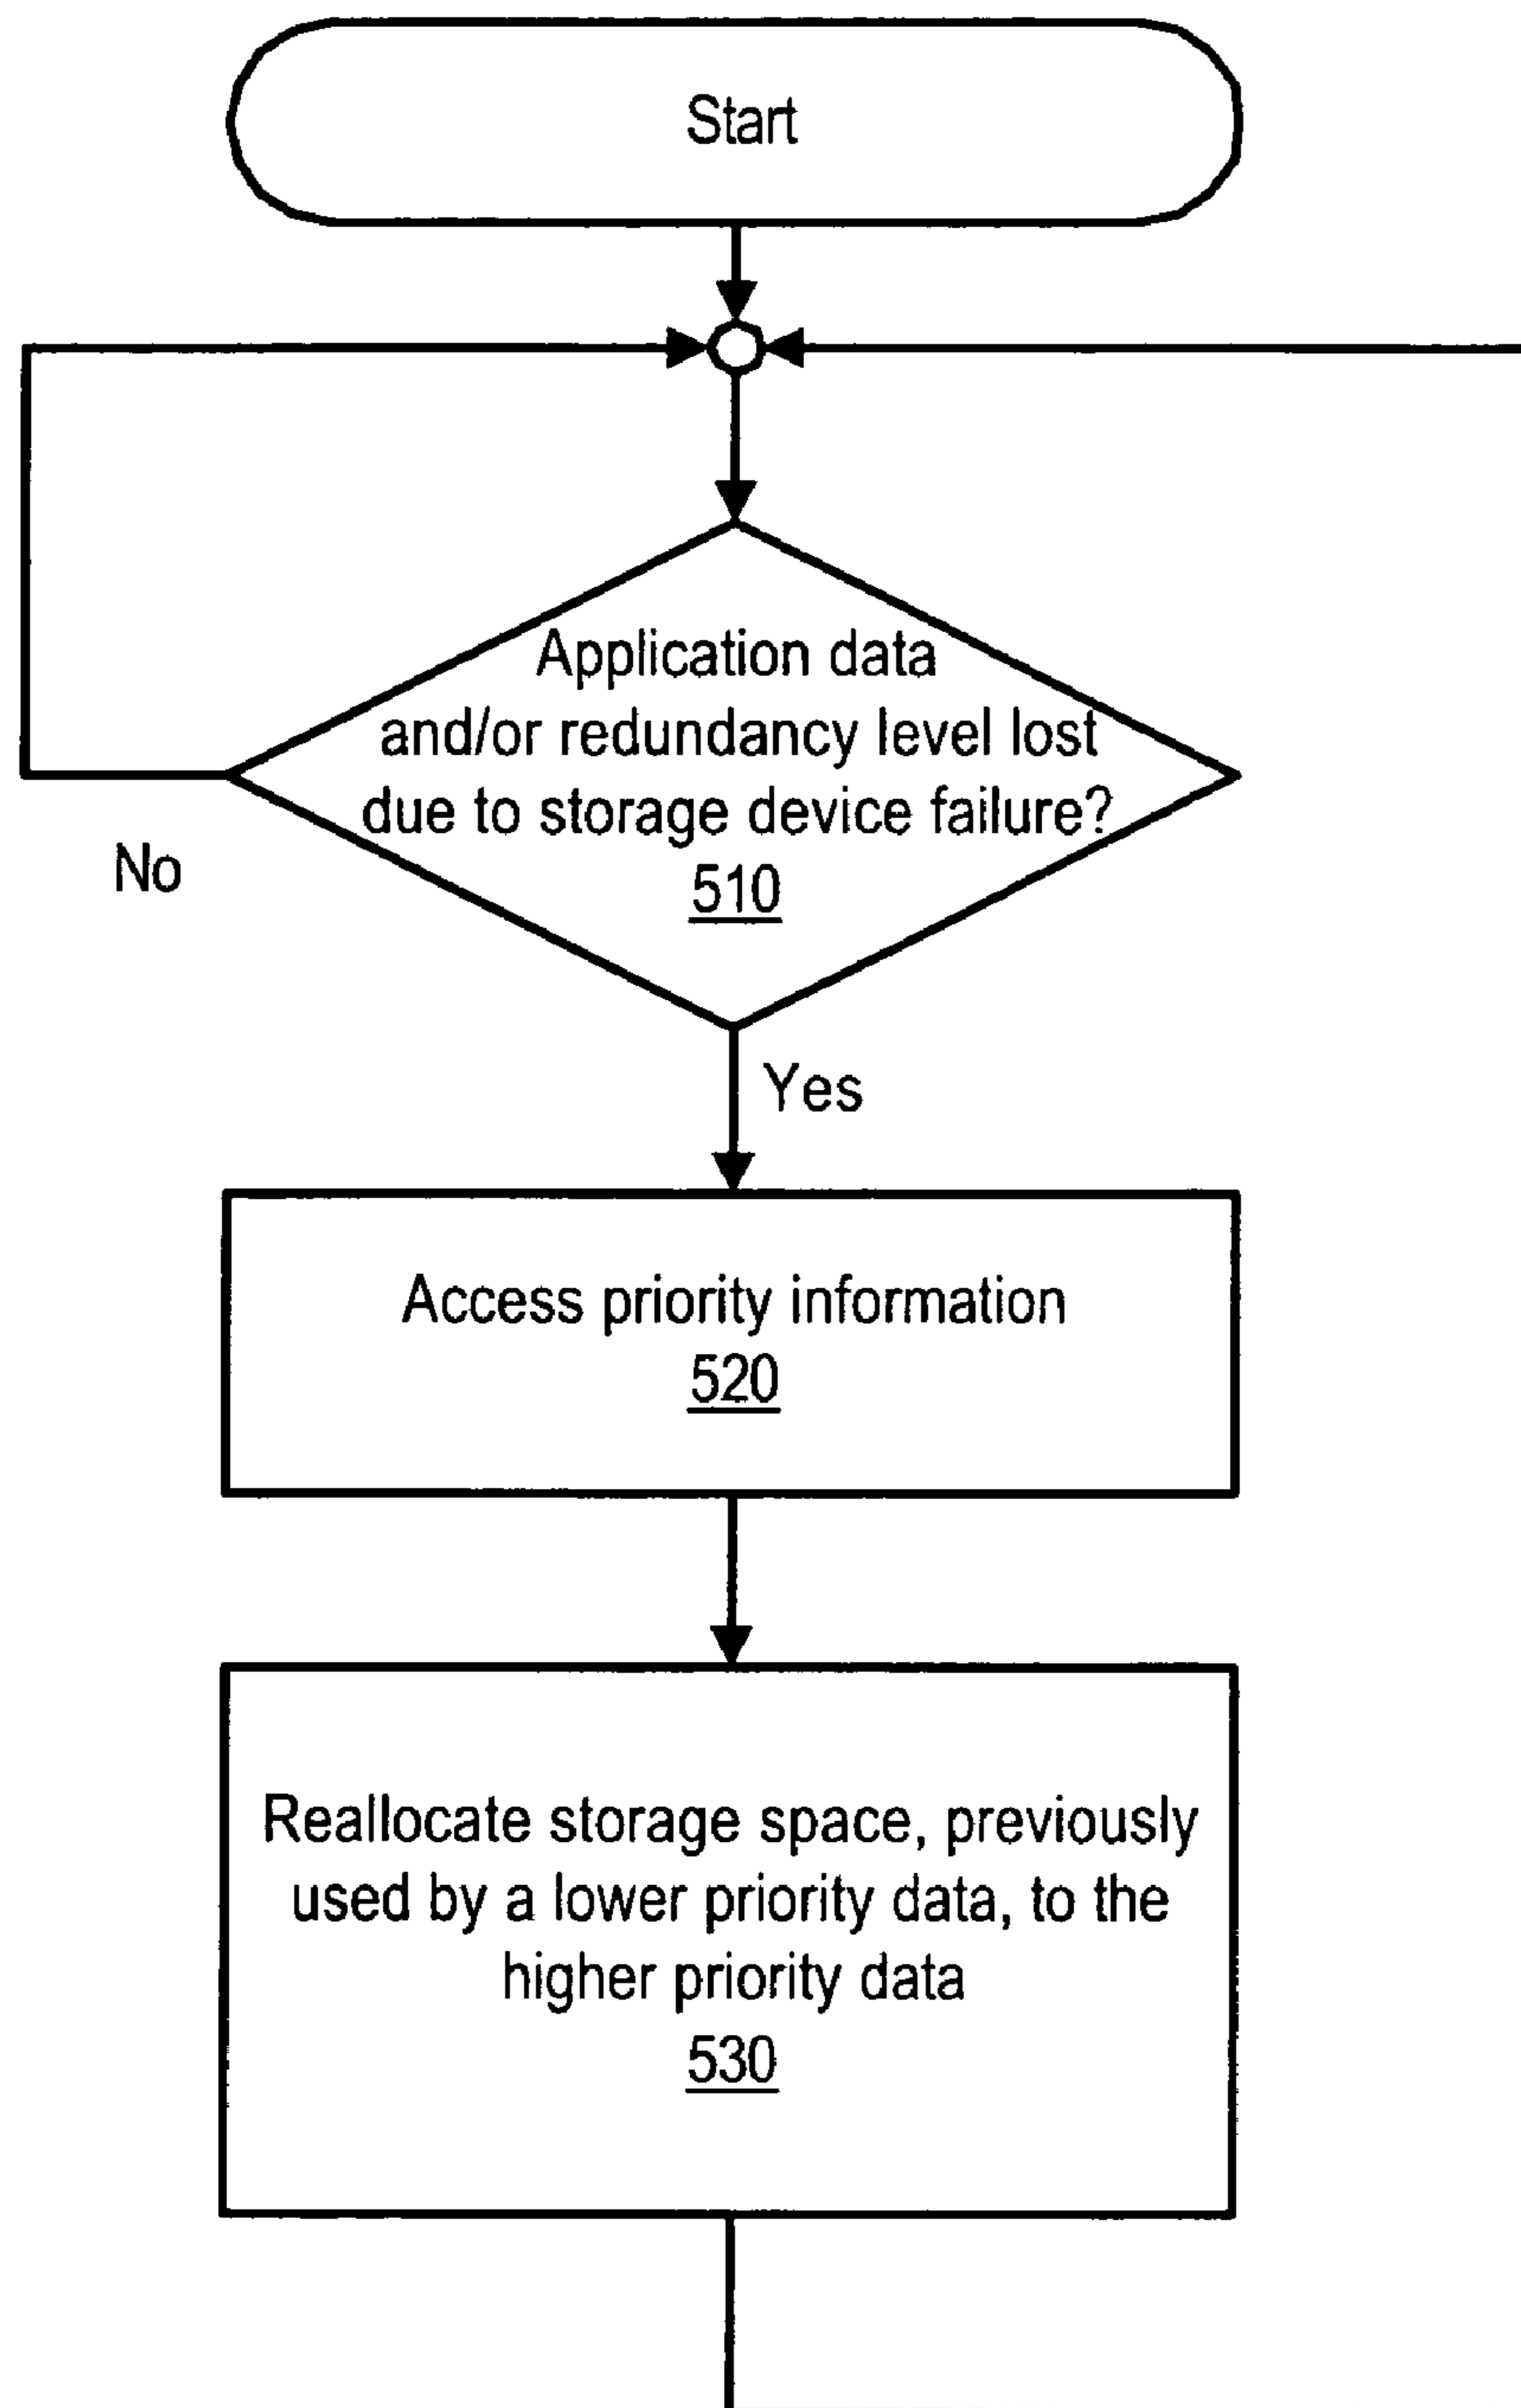 Start
Application data
and/or redundancy level lost
due to storage device failure?
510
No
Yes
Access priority information
520
Reallocate storage space, previously
used by a lower priority data, to the
higher priority data
530